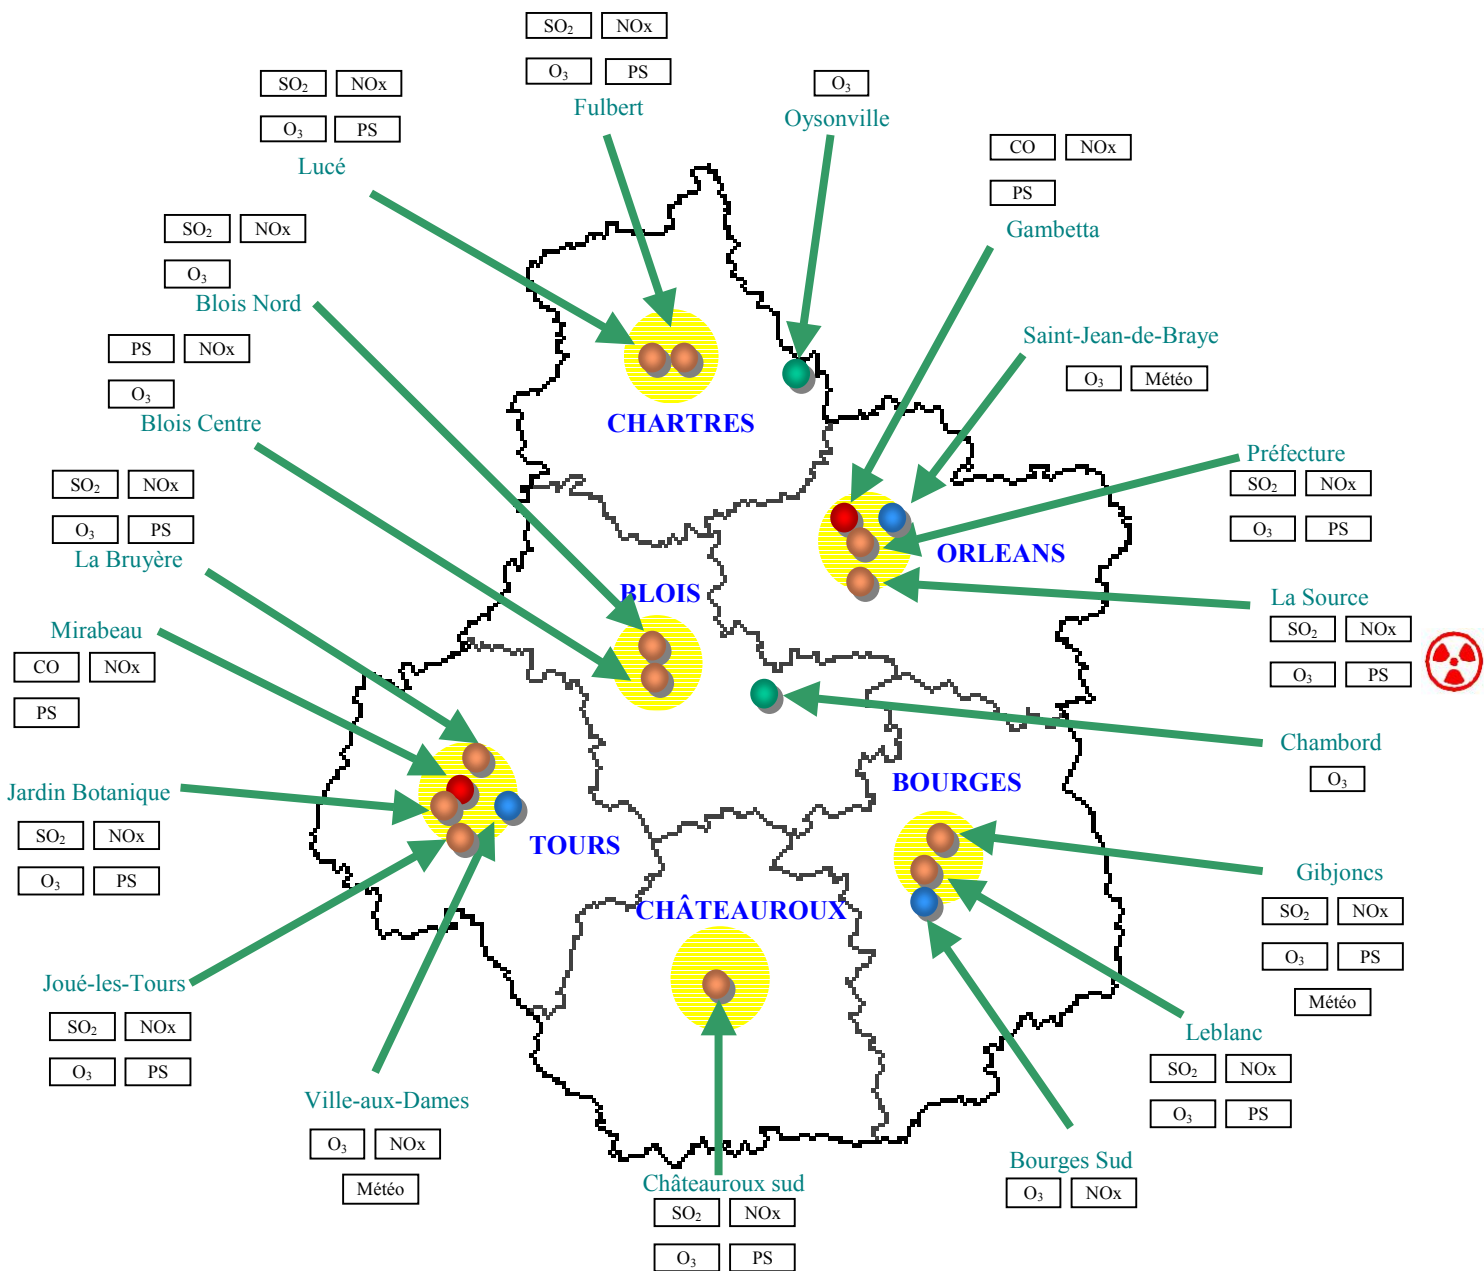 SO₂ NOx
O₃ PS
Fulbert
SO₂ NOx
O₃ PS
Lucé
O₃
Oysonville
CO NOx
PS
Gambetta
SO₂ NOx
O₃
Blois Nord
PS NOx
O₃
Blois Centre
Saint-Jean-de-Braye
O₃ Météo
CHARTRES
Préfecture
SO₂ NOx
O₃ PS
SO₂ NOx
O₃ PS
La Bruyère
ORLEANS
BLOIS
La Source
SO₂ NOx
O₃ PS
Mirabeau
CO NOx
PS
Chambord
O₃
Jardin Botanique
SO₂ NOx
O₃ PS
BOURGES
TOURS
Gibjoncs
SO₂ NOx
O₃ PS
Météo
CHÂTEAUROUX
Joué-les-Tours
SO₂ NOx
O₃ PS
Leblanc
SO₂ NOx
O₃ PS
Ville-aux-Dames
O₃ NOx
Météo
Bourges Sud
O₃ NOx
Châteauroux sud
SO₂ NOx
O₃ PS